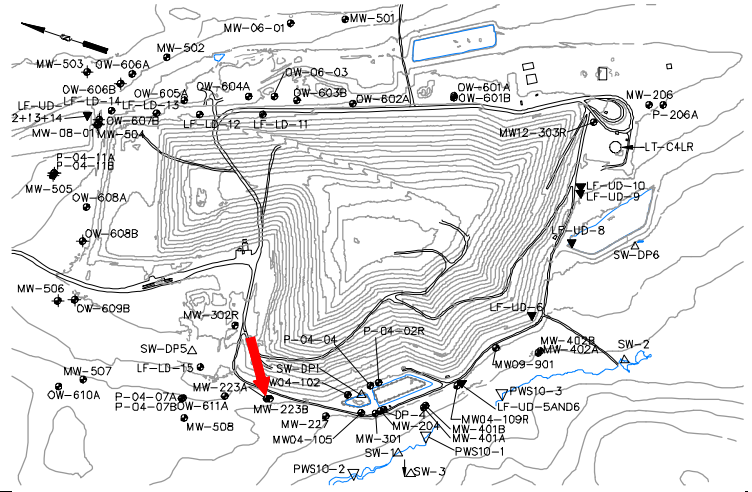 MW-501
MW-06-01
MW-502
MW-503
OW-606A
OW-06-03
OW-604A
OW-606B
OW-605A
OW-603B
OW-602A
OW-601A
OW-601B
MW-206
P-206A
LF-UD-
2+13+14
LF-LD-14
LF-LD-13
LF-LD-12
LF-LD-11
OW-607B
MW-504
MW-08-01
MW12-303R
LT-C4LR
P-04-11A
P-04-11B
MW-505
LF-UD-10
LF-UD-9
OW-608A
OW-608B
LF-UD-8
SW-DP6
MW-506
OW-609B
MW-302R
LF-UD-6
P-04-04
P-04-02R
SW-DP5
MW-402B
MW-402A
SW-2
MW09-901
LF-LD-15
SW-DP1
MW-507
MW-223A
MW04-102
OW-610A
PWS10-3
P-04-07A
P-04-07B
OW-611A
MW-223B
LF-UD-5AND6
MW04-109R
DP-4
MW-204
MW-227
MW-508
MW04-105
MW-301
MW-401B
MW-401A
SW-1
PWS10-1
PWS10-2
SW-3